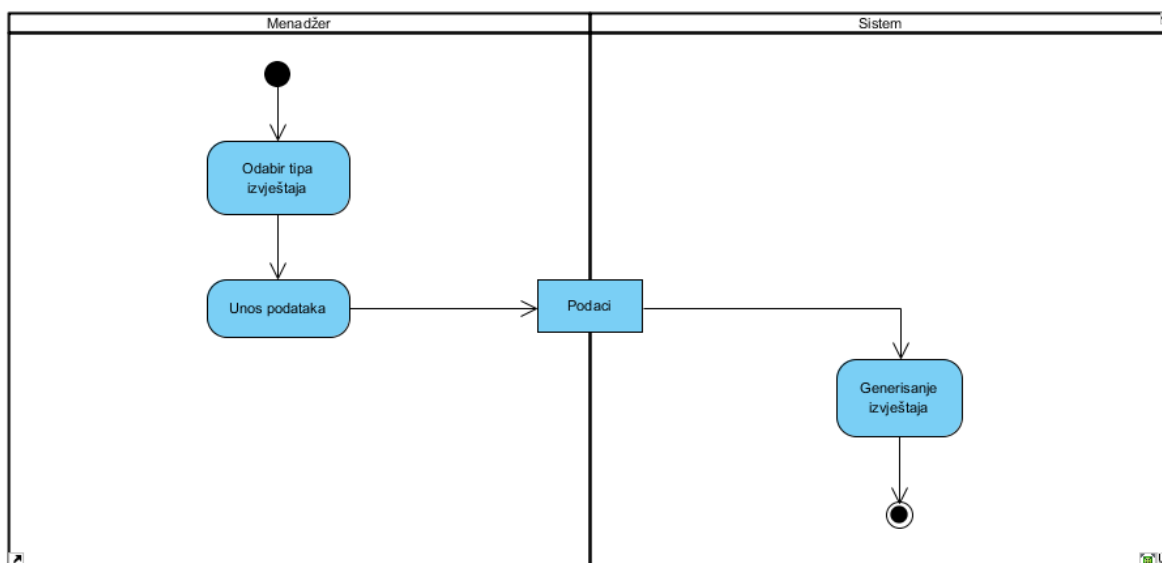 Menadžer
Sistem
Odabir tipa
izvještaja
Unos podataka
Podaci
Generisanje
izvještaja